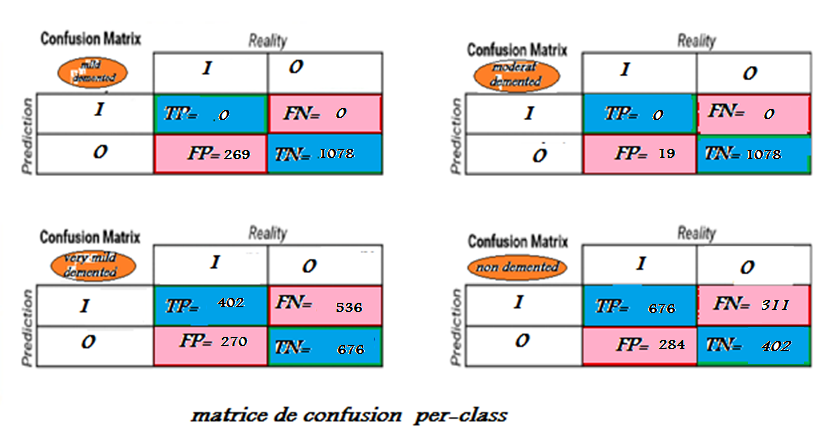 Confusion Matrix Reality
mild demented I O
Prediction
I TP= 0 FN= 0
O FP= 269 TN= 1078
Confusion Matrix Reality
moderat demented I O
Prediction
I TP= 0 FN= 0
O FP= 19 TN= 1078
Confusion Matrix Reality
very mild demented I O
Prediction
I TP= 402 FN= 536
O FP= 270 TN= 676
Confusion Matrix Reality
non demented I O
Prediction
I TP= 676 FN= 311
O FP= 284 TN= 402
matrice de confusion per-class